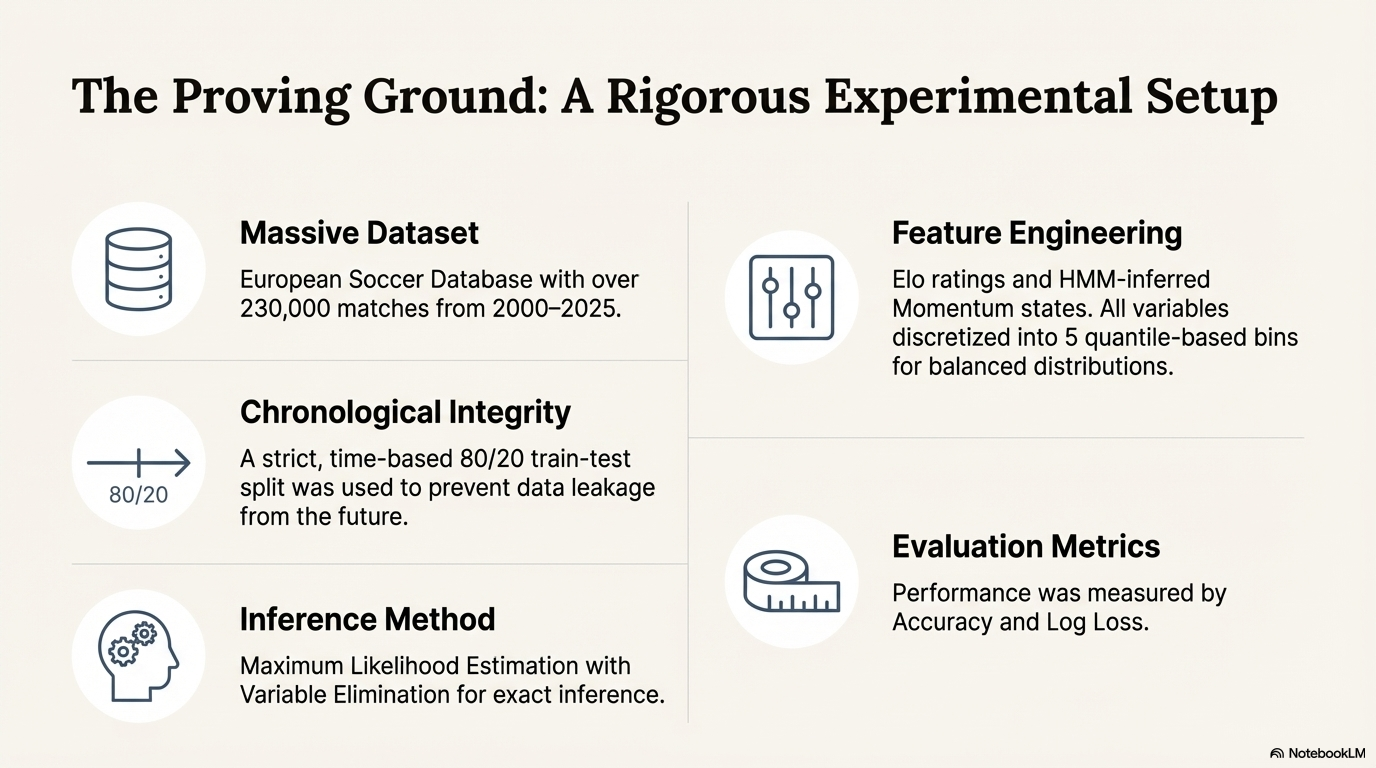 The Proving Ground: A Rigorous Experimental Setup
Massive Dataset
European Soccer Database with over
230,000 matches from 2000–2025.
Chronological Integrity
A strict, time-based 80/20 train-test
split was used to prevent data leakage
from the future.
80/20
Inference Method
Maximum Likelihood Estimation with
Variable Elimination for exact inference.
Feature Engineering
Elo ratings and HMM-inferred
Momentum states. All variables
discretized into 5 quantile-based bins
for balanced distributions.
Evaluation Metrics
Performance was measured by
Accuracy and Log Loss.
NotebookLM